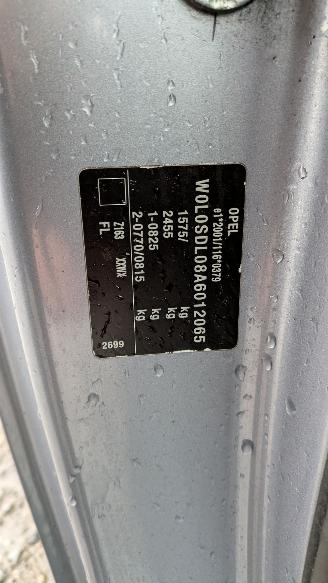 OPEL
e1*2001/116*0379
W0L0SDL08A6012065
1575/ kg
2455 kg
1-0825 kg
2-0770/0815 kg
Z163
FL
2699